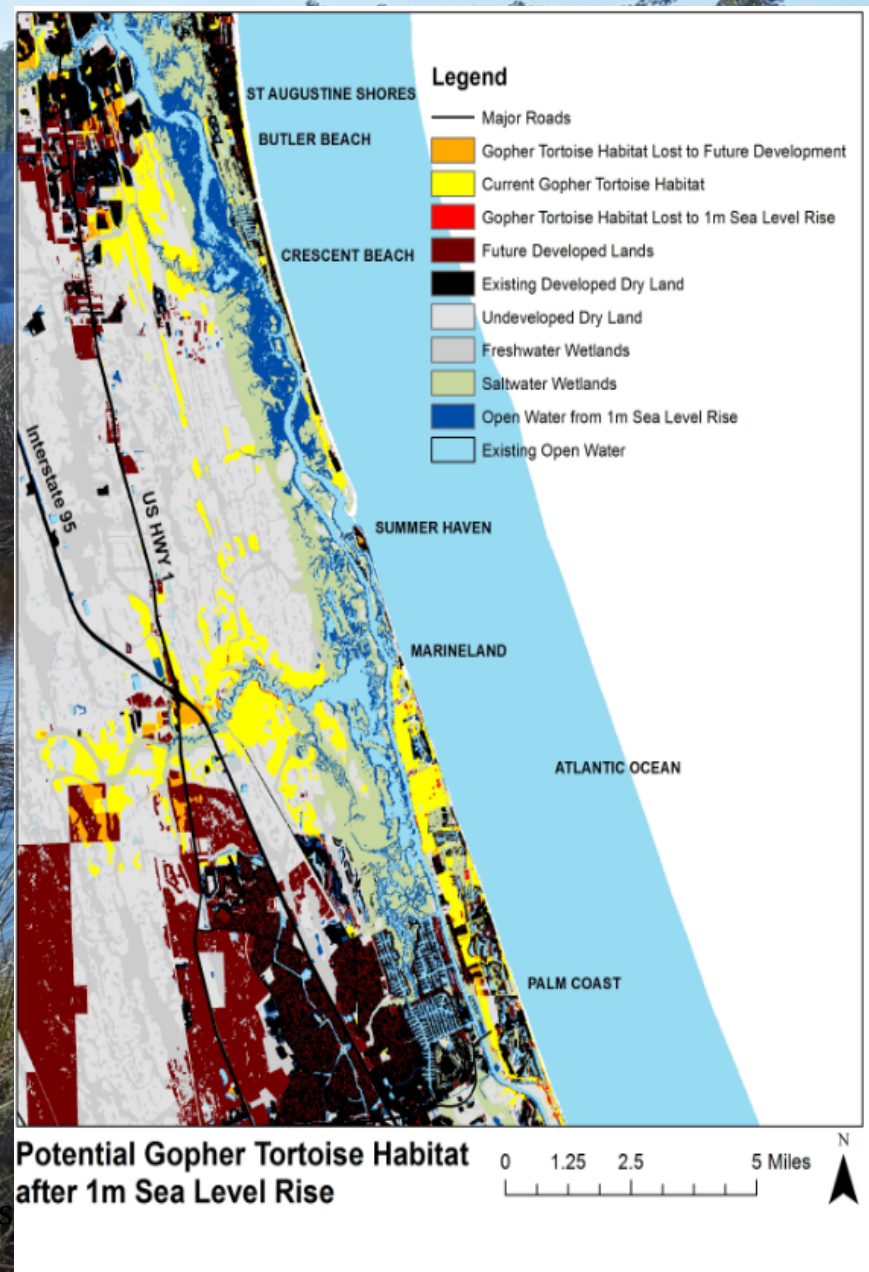 ST AUGUSTINE SHORES
BUTLER BEACH
CRESCENT BEACH
Legend
Major Roads
Gopher Tortoise Habitat Lost to Future Development
Current Gopher Tortoise Habitat
Gopher Tortoise Habitat Lost to 1m Sea Level Rise
Future Developed Lands
Existing Developed Dry Land
Undeveloped Dry Land
Freshwater Wetlands
Saltwater Wetlands
Open Water from 1m Sea Level Rise
Existing Open Water
Interstate 95
US HWY 1
SUMMER HAVEN
MARINELAND
ATLANTIC OCEAN
PALM COAST
Potential Gopher Tortoise Habitat
after 1m Sea Level Rise
0 1.25 2.5 5 Miles
N
s